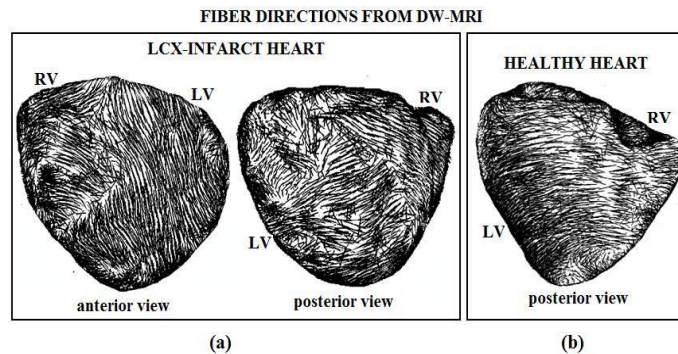 FIBER DIRECTIONS FROM DW-MRI
LCX-INFARCT HEART
RV
LV
RV
LV
anterior view
posterior view
HEALTHY HEART
RV
LV
posterior view
(a)
(b)